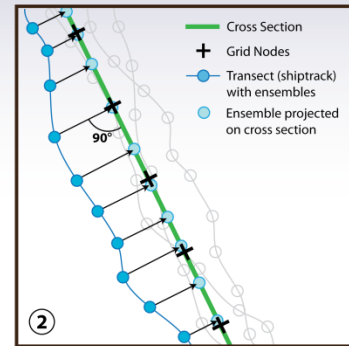 Cross Section
Grid Nodes
Transect (shiptrack)
with ensembles
Ensemble projected
on cross section
90°
2